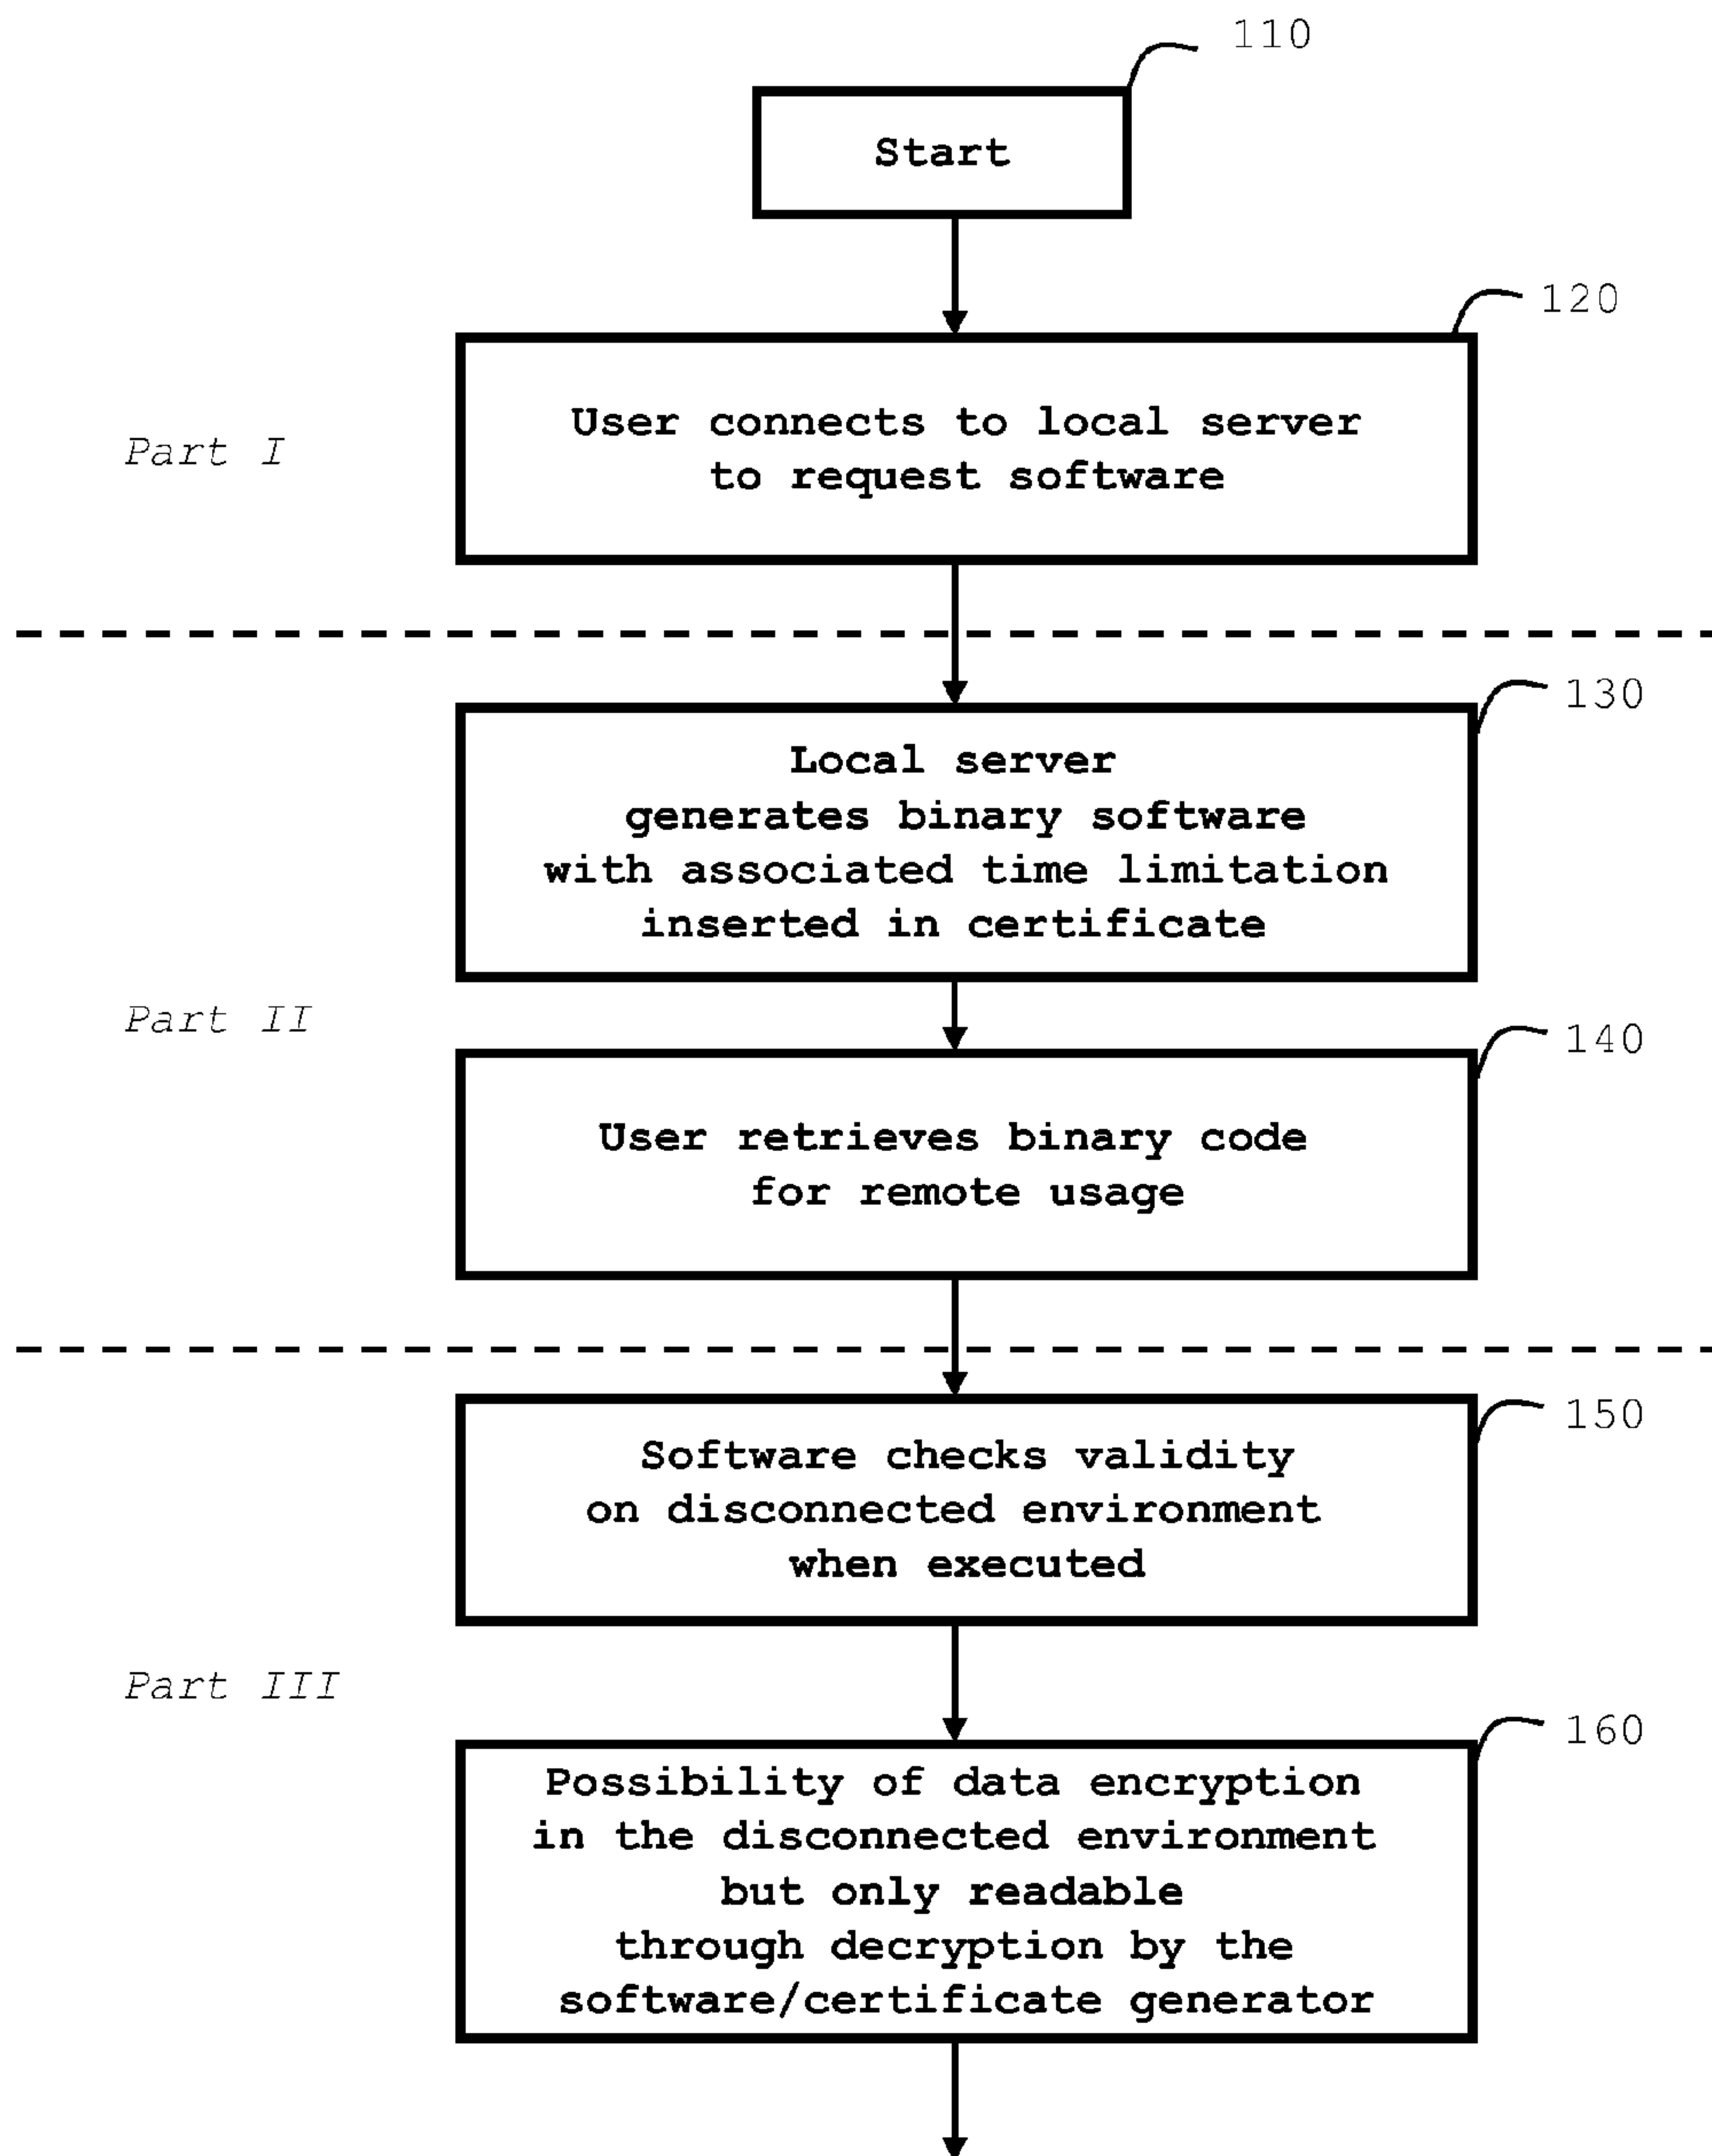 110
Start
120
User connects to local server
to request software
Part I
130
Local server
generates binary software
with associated time limitation
inserted in certificate
Part II
140
User retrieves binary code
for remote usage
150
Software checks validity
on disconnected environment
when executed
Part III
160
Possibility of data encryption
in the disconnected environment
but only readable
through decryption by the
software/certificate generator